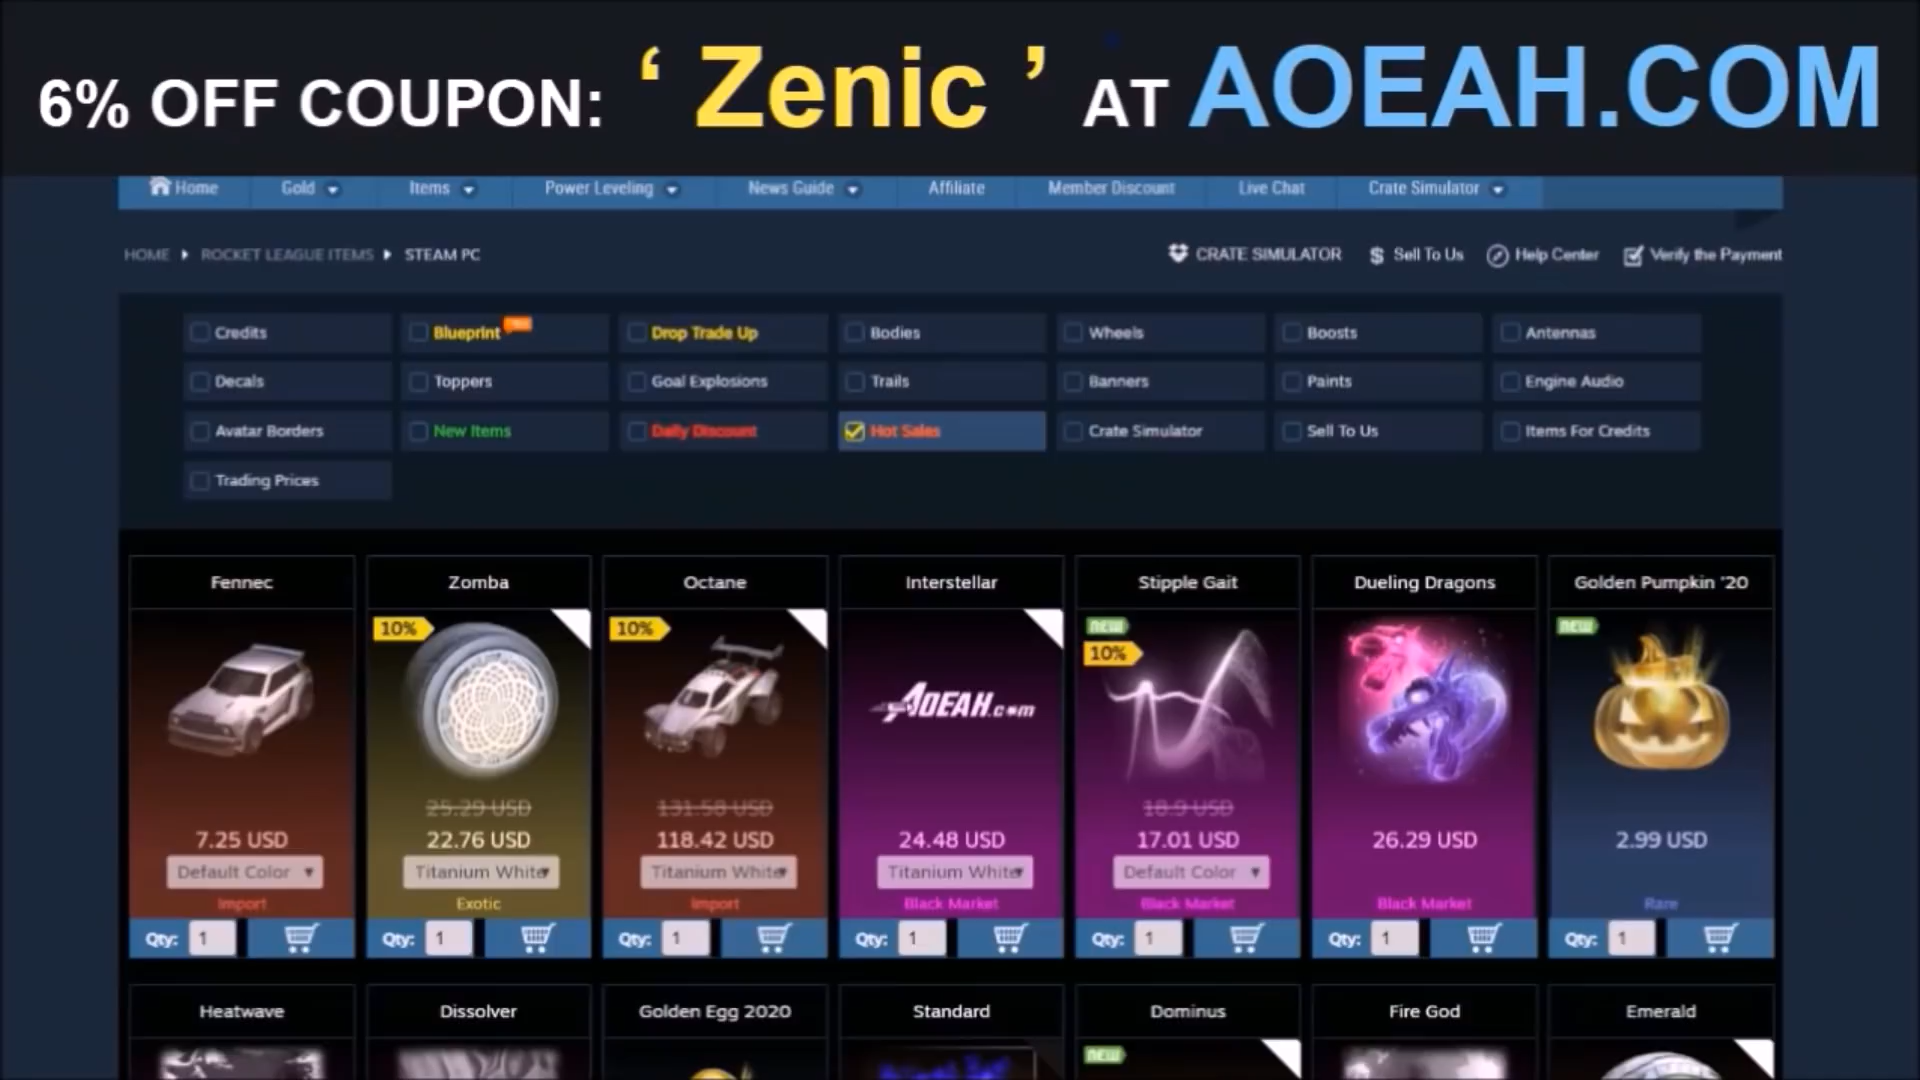 6% OFF COUPON: ‘ Zenic ’ AT AOEAH.COM
Home Gold Items Power Leveling News Guide Affiliate Member Discount Live Chat Crate Simulator
HOME ROCKET LEAGUE ITEMS STEAM PC CRATE SIMULATOR $ Sell To Us Help Center Verify the Payment
Credits Blueprint Drop Trade Up Bodies Wheels Boosts Antennas
Decals Toppers Goal Explosions Trails Banners Paints Engine Audio
Avatar Borders New Items Daily Discount Hot Sales Crate Simulator Sell To Us Items For Credits
Trading Prices
Fennec Zomba Octane Interstellar Stipple Gait Dueling Dragons Golden Pumpkin '20
10% 10% new new
10%
AOEAH.com
25.29 USD 131.58 USD 18.9 USD
7.25 USD 22.76 USD 118.42 USD 24.48 USD 17.01 USD 26.29 USD 2.99 USD
Default Color Titanium White Titanium White Titanium White Default Color
Import Exotic Import Black Market Black Market Black Market Rare
Qty: 1 Qty: 1 Qty: 1 Qty: 1 Qty: 1 Qty: 1 Qty: 1
Heatwave Dissolver Golden Egg 2020 Standard Dominus Fire God Emerald
new